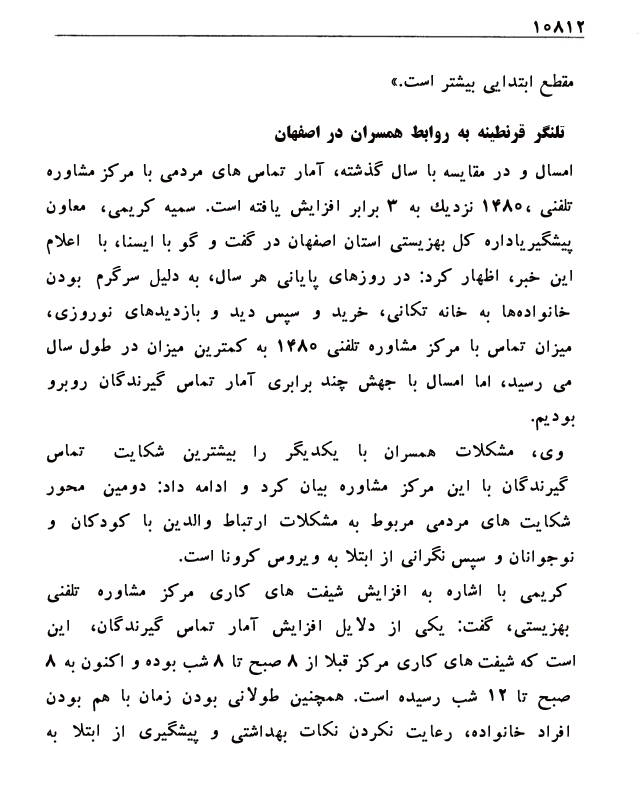 ۱۰۸۱۲
مقطع ابتدایی بیشتر است.»
تلنگر قرنطینه به روابط همسران در اصفهان
امسال و در مقایسه با سال گذشته، آمار تماس های مردمی با مرکز مشاوره
تلفنی ،۱۴۸۰ نزدیك به ۳ برابر افزایش یافته است. سمیه کریمی، معاون
پیشگیریاداره کل بهزیستی استان اصفهان در گفت و گو با ایسنا، با اعلام
این خبر، اظهار کرد: در روزهای پایانی هر سال، به دلیل سرگرم بودن
خانواده‌ها به خانه تکانی، خرید و سپس دید و بازدیدهای نوروزی،
میزان تماس با مرکز مشاوره تلفنی ۱۴۸۰ به کمترین میزان در طول سال
می رسید، اما امسال با جهش چند برابری آمار تماس گیرندگان روبرو
بودیم.
وی، مشکلات همسران با یکدیگر را بیشترین شکایت تماس
گیرندگان با این مرکز مشاوره بیان کرد و ادامه داد: دومین محور
شکایت های مردمی مربوط به مشکلات ارتباط والدین با کودکان و
نوجوانان و سپس نگرانی از ابتلا به ویروس کرونا است.
کریمی با اشاره به افزایش شیفت های کاری مرکز مشاوره تلفنی
بهزیستی، گفت: یکی از دلایل افزایش آمار تماس گیرندگان، این
است که شیفت های کاری مرکز قبلا از ۸ صبح تا ۸ شب بوده و اکنون به ۸
صبح تا ۱۲ شب رسیده است. همچنین طولانی بودن زمان با هم بودن
افراد خانواده، رعایت نکردن نکات بهداشتی و پیشگیری از ابتلا به